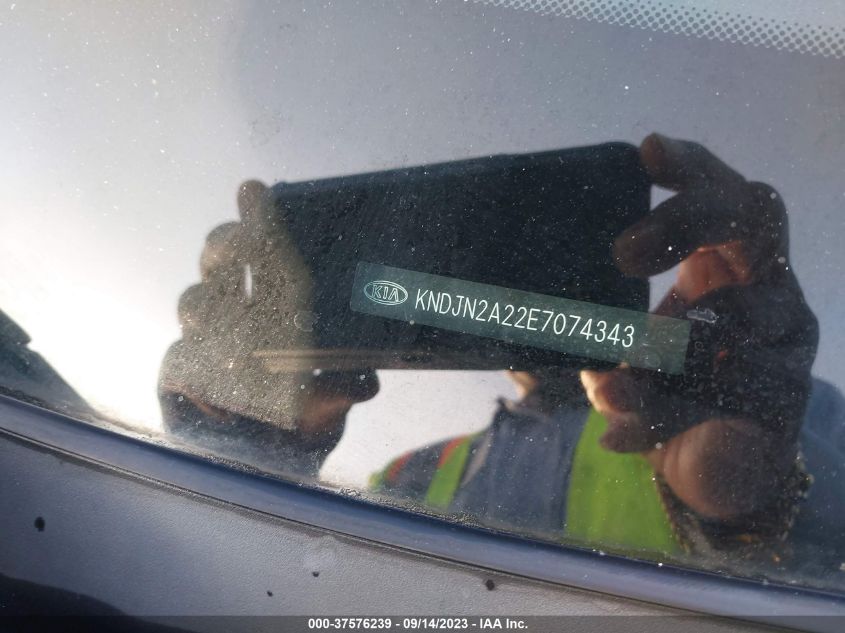 KIA KNDJN2A22E7074343
000-37576239 - 09/14/2023 - IAA Inc.